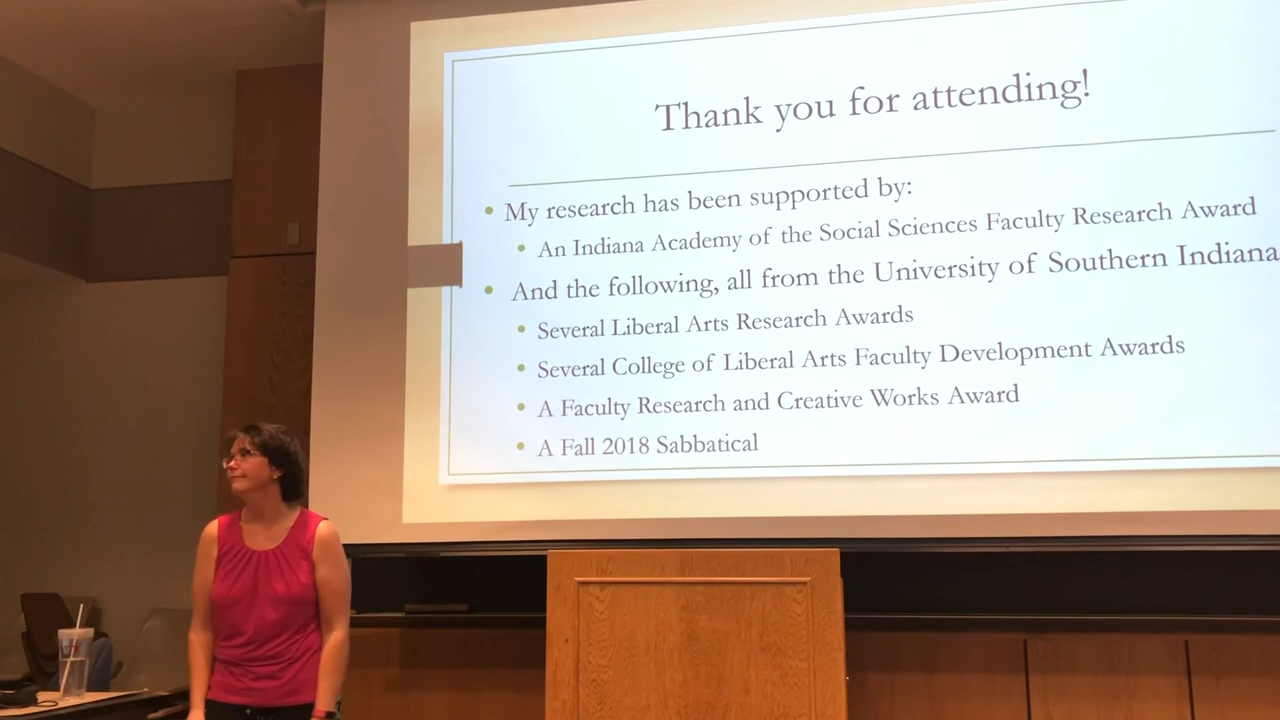 Thank you for attending!
My research has been supported by:
An Indiana Academy of the Social Sciences Faculty Research Award
And the following, all from the University of Southern Indiana
Several Liberal Arts Research Awards
Several College of Liberal Arts Faculty Development Awards
A Faculty Research and Creative Works Award
A Fall 2018 Sabbatical